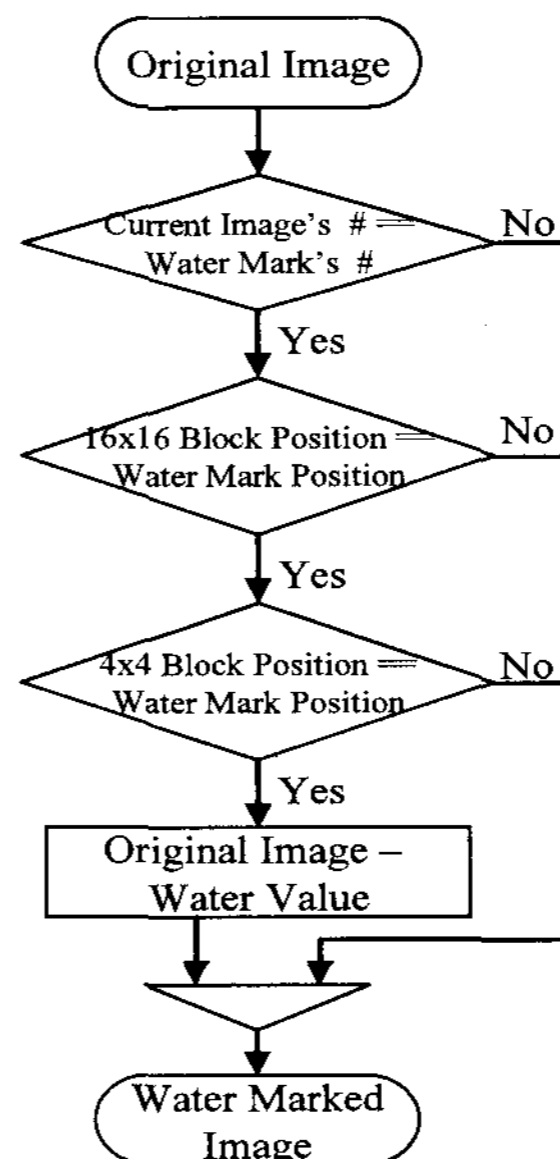 Original Image
Current Image's # ==
Water Mark's #
No
Yes
16x16 Block Position ==
Water Mark Position
No
Yes
4x4 Block Position ==
Water Mark Position
No
Yes
Original Image –
Water Value
Water Marked
Image